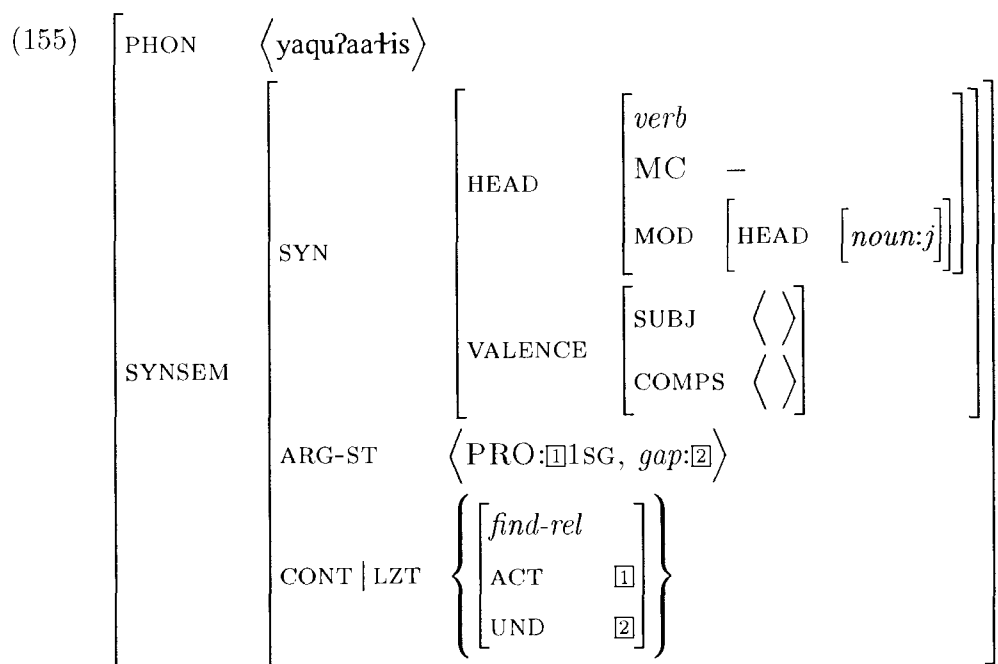 (155) PHON ⟨yaquʔaaɬis⟩
verb
MC –
HEAD
MOD [HEAD [noun:j]]
SYN
SUBJ ⟨ ⟩
VALENCE
COMPS ⟨ ⟩
SYNSEM
ARG-ST ⟨PRO:[1]1SG, gap:[2]⟩
find-rel
CONT|LZT { ACT [1] }
UND [2]